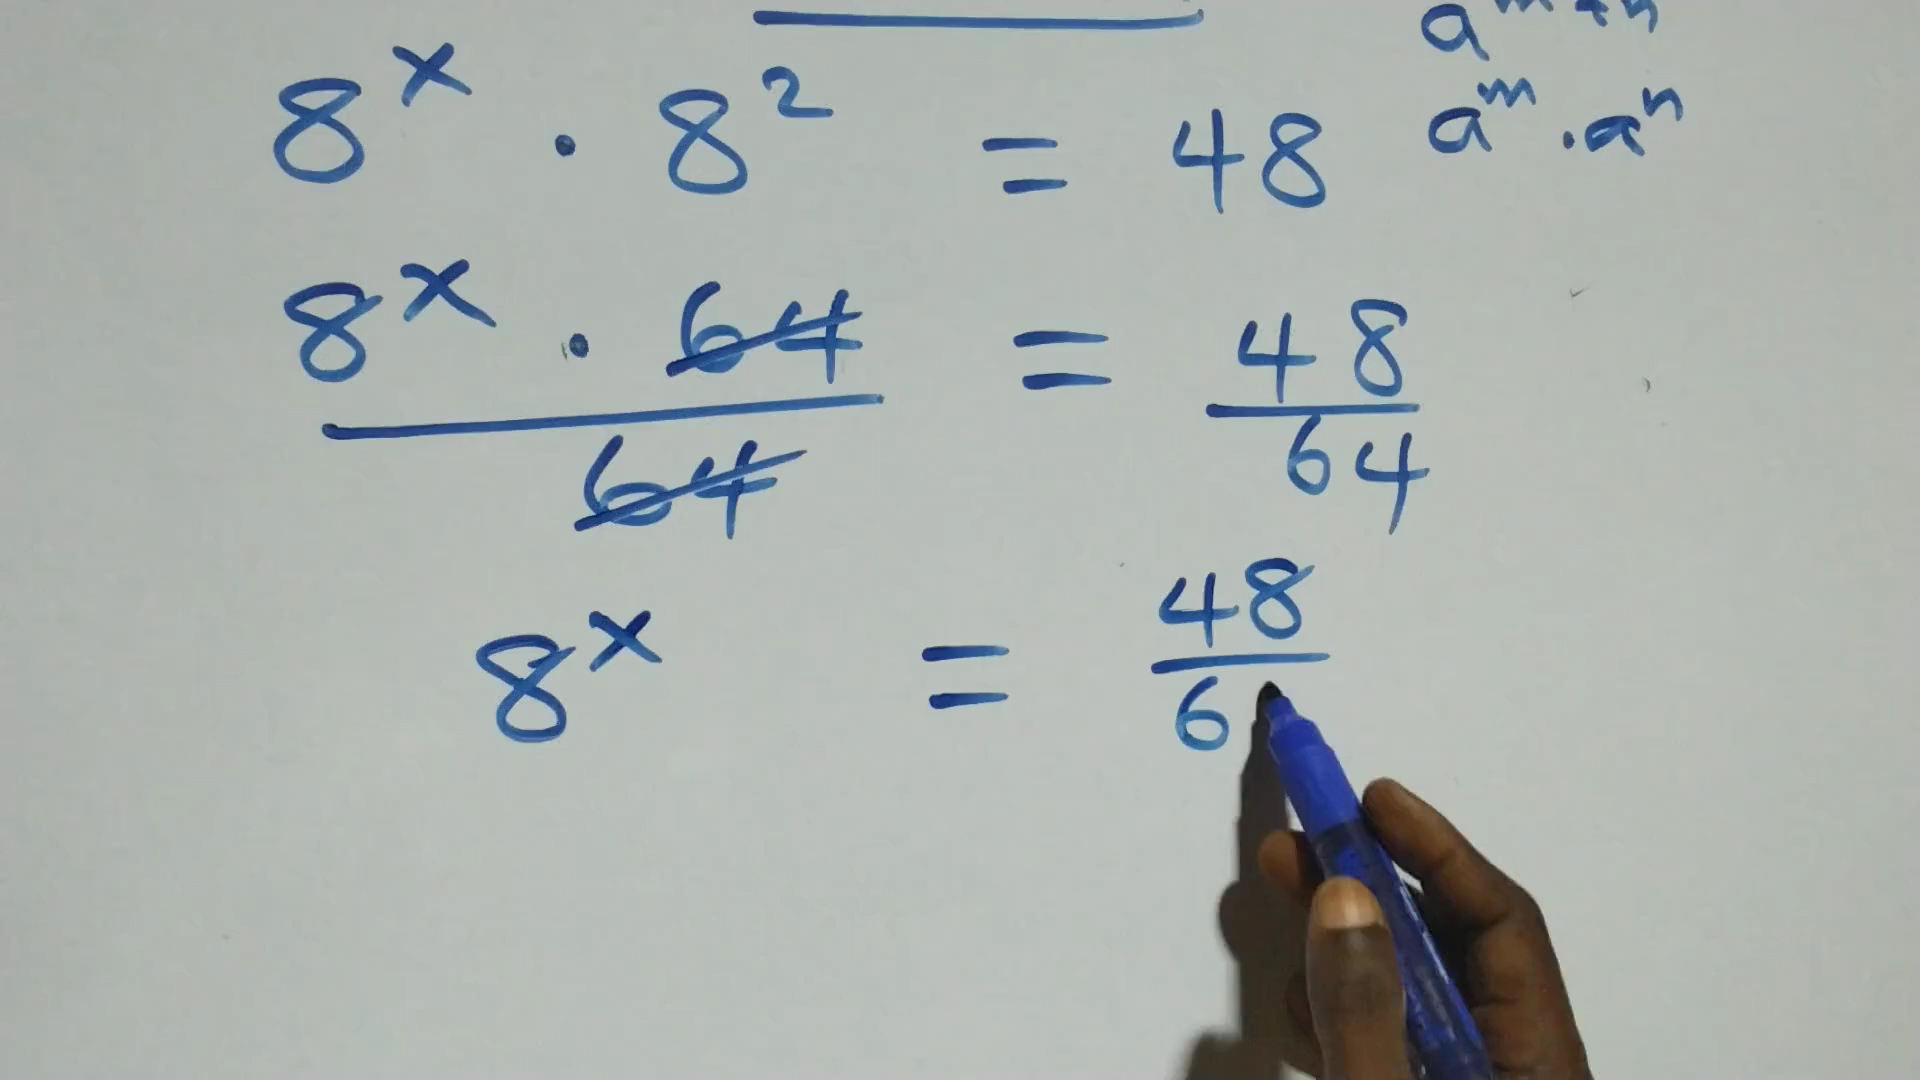 a^{m+n}
8^x · 8^2 = 48
a^m · a^n
8^x · 64 / 64 = 48 / 64
8^x = 48 / 6